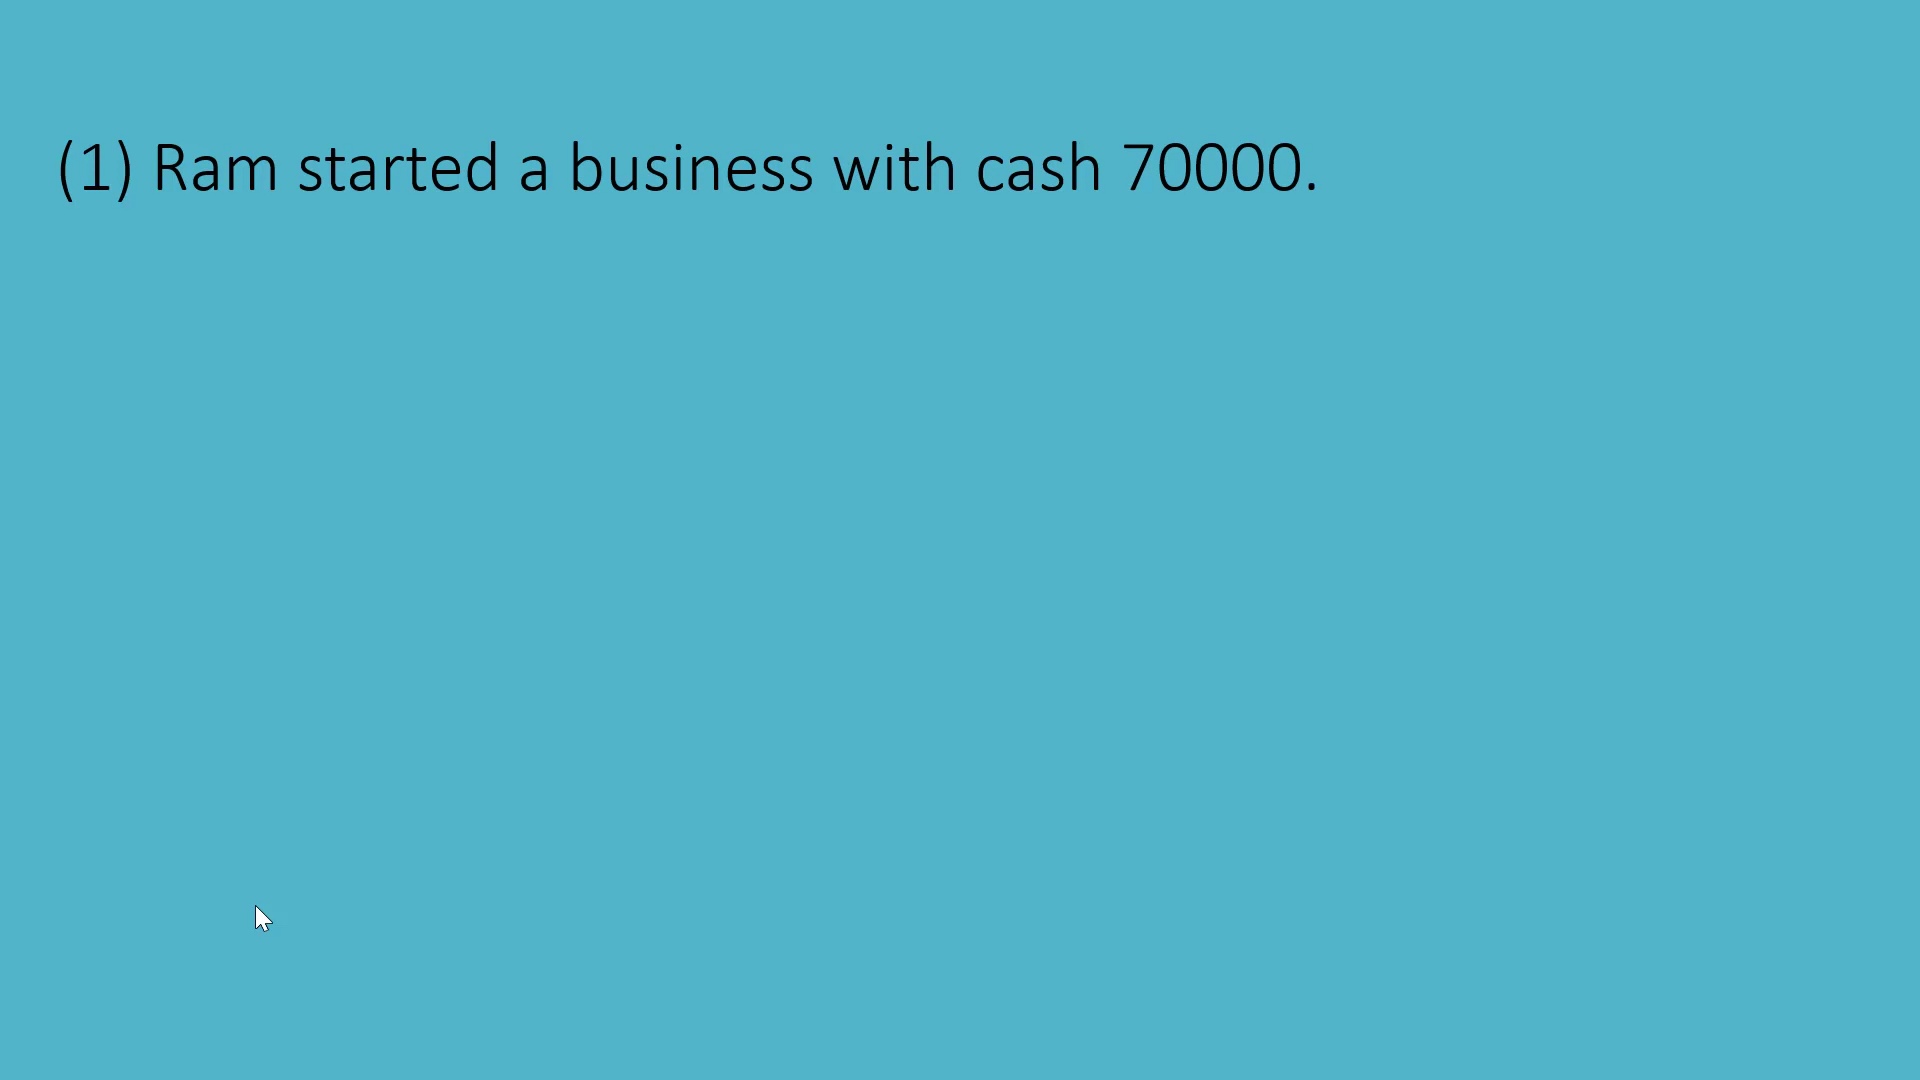 (1) Ram started a business with cash 70000.